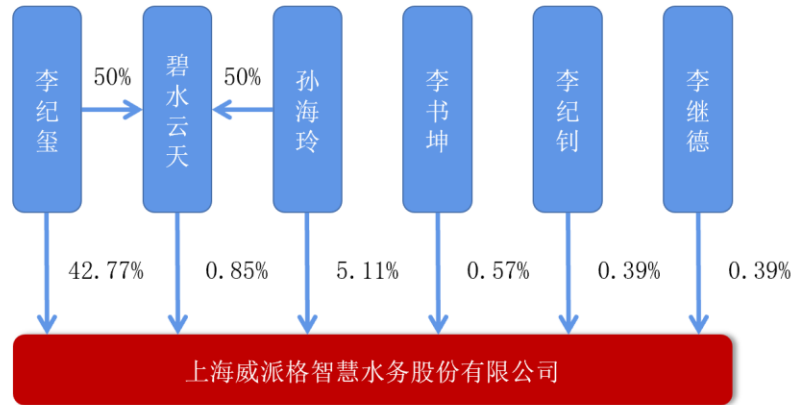 李纪玺
50%
碧水云天
50%
孙海玲
李书坤
李纪钊
李继德
42.77%
0.85%
5.11%
0.57%
0.39%
0.39%
上海威派格智慧水务股份有限公司